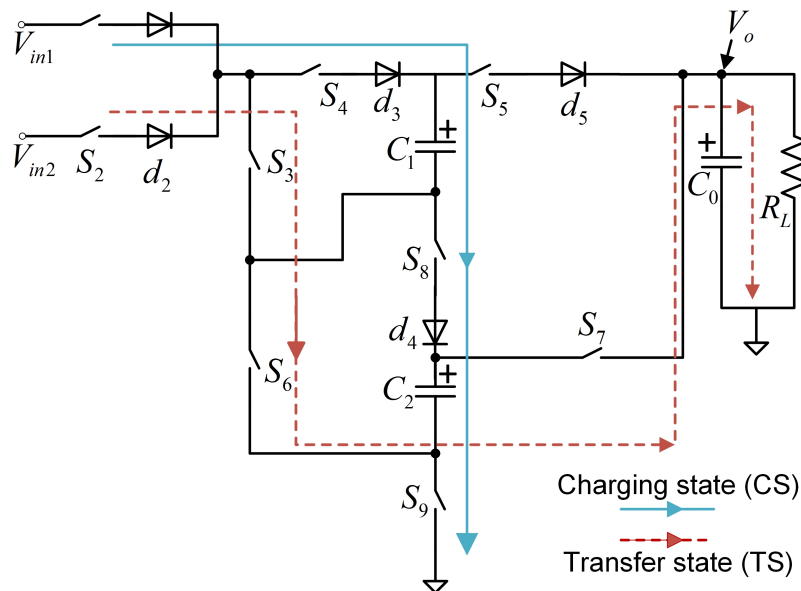 V_o
V_in1
S_4
d_3
S_5
d_5
V_in2
S_2
d_2
S_3
C_1
+
+
C_0
R_L
S_8
d_4
S_7
S_6
C_2
+
S_9
Charging state (CS)
Transfer state (TS)